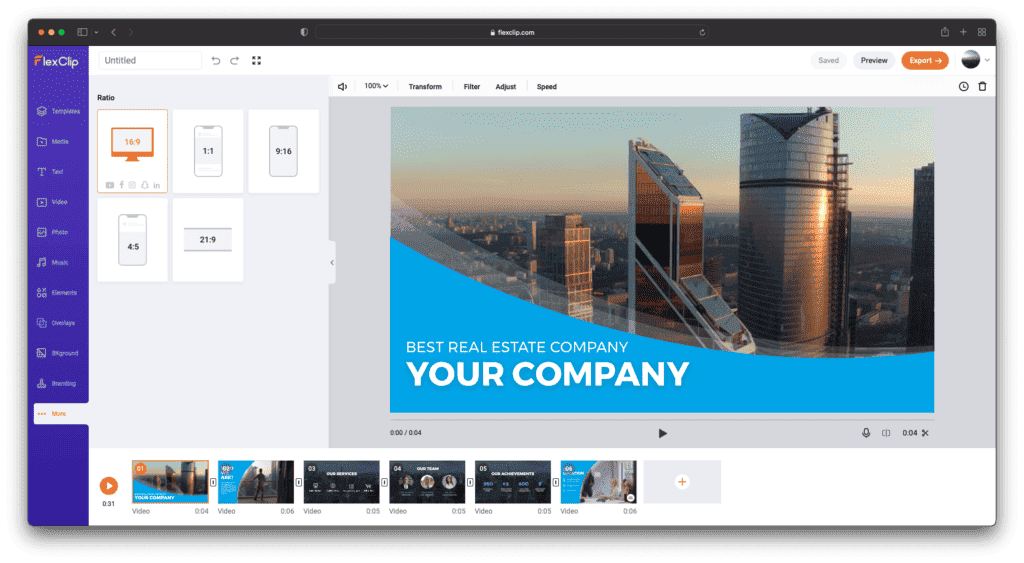 flexclip.com
FlexClip
Untitled
Saved
Preview
Export →
Templates
Media
Text
Video
Photo
Music
Elements
Overlays
BKground
Branding
More
Ratio
16:9
1:1
9:16
4:5
21:9
100%
Transform
Filter
Adjust
Speed
BEST REAL ESTATE COMPANY
YOUR COMPANY
0:00 / 0:04
0:04
0:31
01
BEST REAL ESTATE COMPANY
YOUR COMPANY
Video 0:04
02
Video 0:06
03
OUR SERVICES
Video 0:05
04
OUR TEAM
Video 0:05
05
OUR ACHIEVEMENTS
Video 0:05
06
Video 0:06